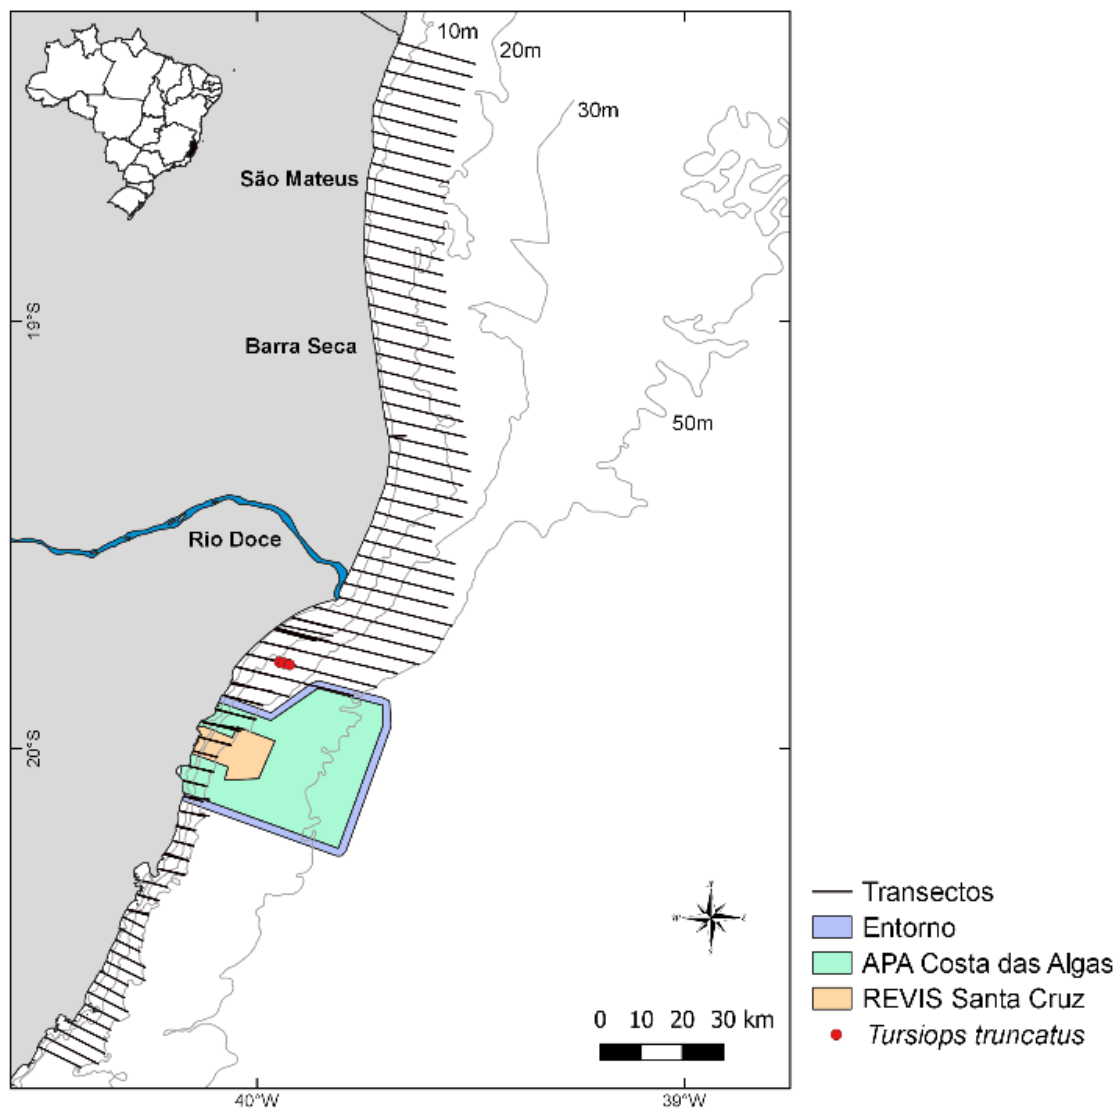 10m
20m
30m
São Mateus
19°S
Barra Seca
50m
Rio Doce
20°S
Transectos
Entorno
APA Costa das Algas
REVIS Santa Cruz
Tursiops truncatus
0 10 20 30 km
40°W
39°W